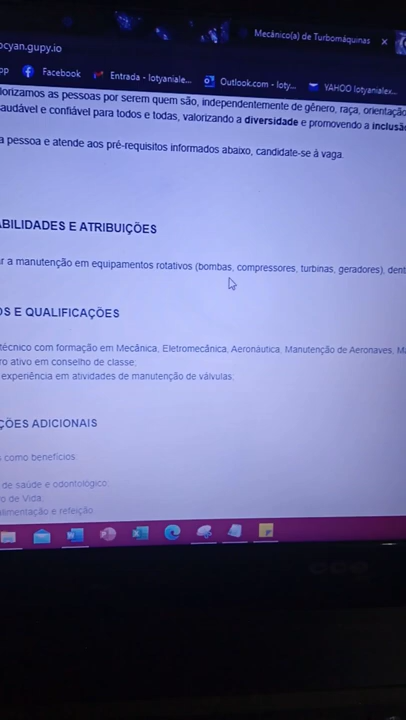 Mecânico(a) de Turbomáquinas
ocyan.gupy.io
Facebook
Entrada - lotyaniale...
Outlook.com - loty...
YAHOO lotyanialex...
lorizamos as pessoas por serem quem são, independentemente de gênero, raça, orientação
audável e confiável para todos e todas, valorizando a diversidade e promovendo a inclusã
a pessoa e atende aos pré-requisitos informados abaixo, candidate-se à vaga.
ABILIDADES E ATRIBUIÇÕES
r a manutenção em equipamentos rotativos (bombas, compressores, turbinas, geradores), dent
OS E QUALIFICAÇÕES
técnico com formação em Mecânica, Eletromecânica, Aeronáutica, Manutenção de Aeronaves, M
ro ativo em conselho de classe;
experiência em atividades de manutenção de válvulas;
ÇÕES ADICIONAIS
s como benefícios:
de saúde e odontológico;
o de Vida;
alimentação e refeição